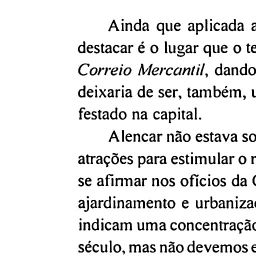 Ainda que aplicada a
destacar é o lugar que o te
Correio Mercantil, dando
deixaria de ser, também, u
festado na capital.
Alencar não estava so
atrações para estimular o r
se afirmar nos ofícios da C
ajardinamento e urbaniza
indicam uma concentração
século, mas não devemos e